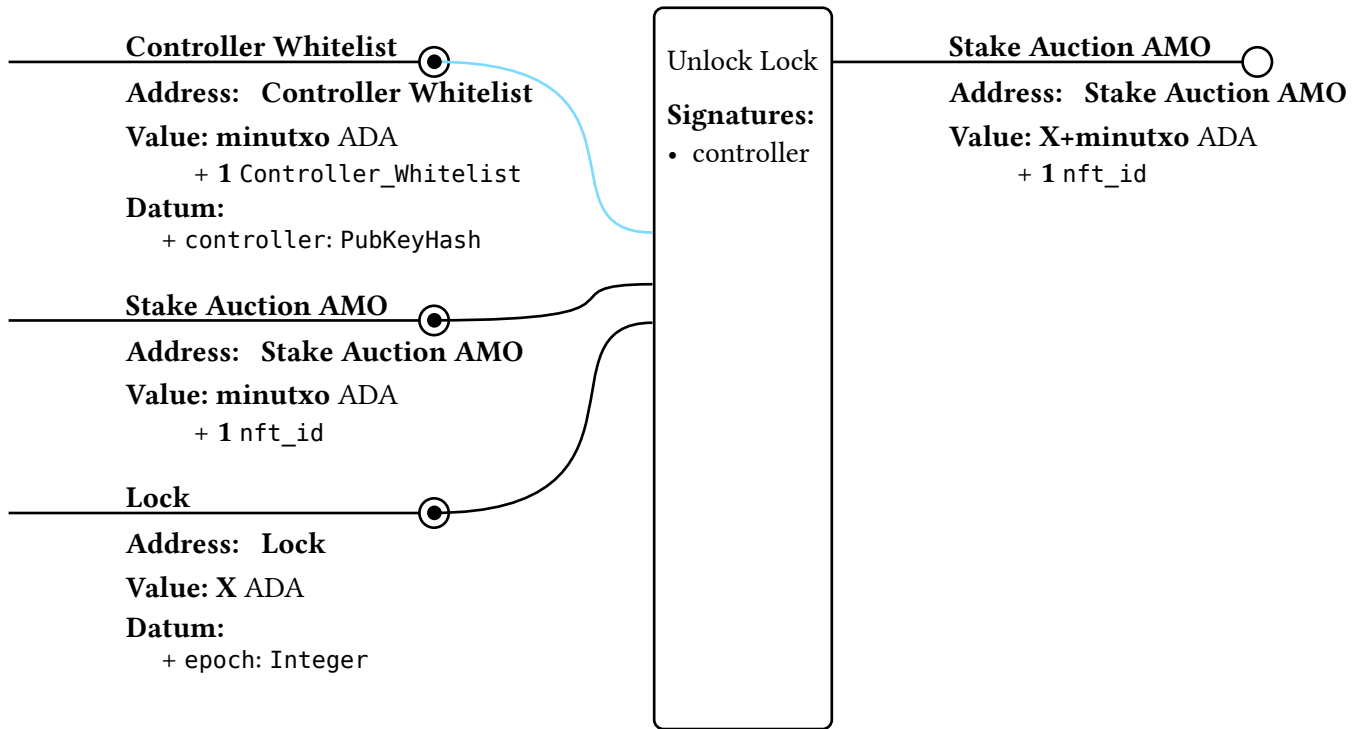 Controller Whitelist
Address: Controller Whitelist
Value: minutxo ADA
+ 1 Controller_Whitelist
Datum:
+ controller: PubKeyHash
Stake Auction AMO
Address: Stake Auction AMO
Value: minutxo ADA
+ 1 nft_id
Lock
Address: Lock
Value: X ADA
Datum:
+ epoch: Integer
Unlock Lock
Signatures:
• controller
Stake Auction AMO
Address: Stake Auction AMO
Value: X+minutxo ADA
+ 1 nft_id